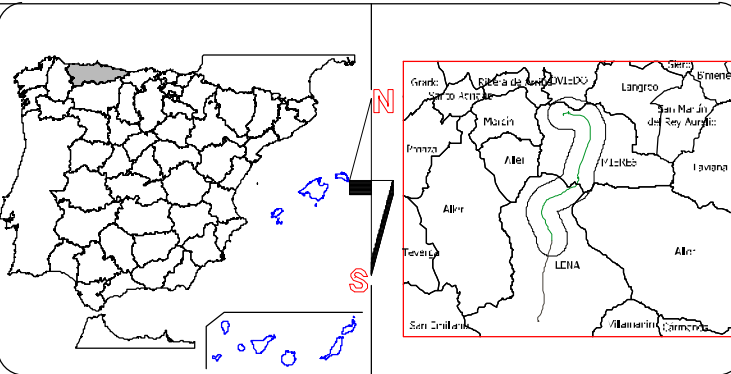 N
S
Grado
Ribera de Arriba
OVIEDO
Siero
Bimenes
Santo Adriano
Langreo
Morcín
San Martín
del Rey Aurelio
Proaza
Aller
MIERES
Laviana
Aller
Teverga
Aller
LENA
San Emiliano
Villamanín
Cármenes